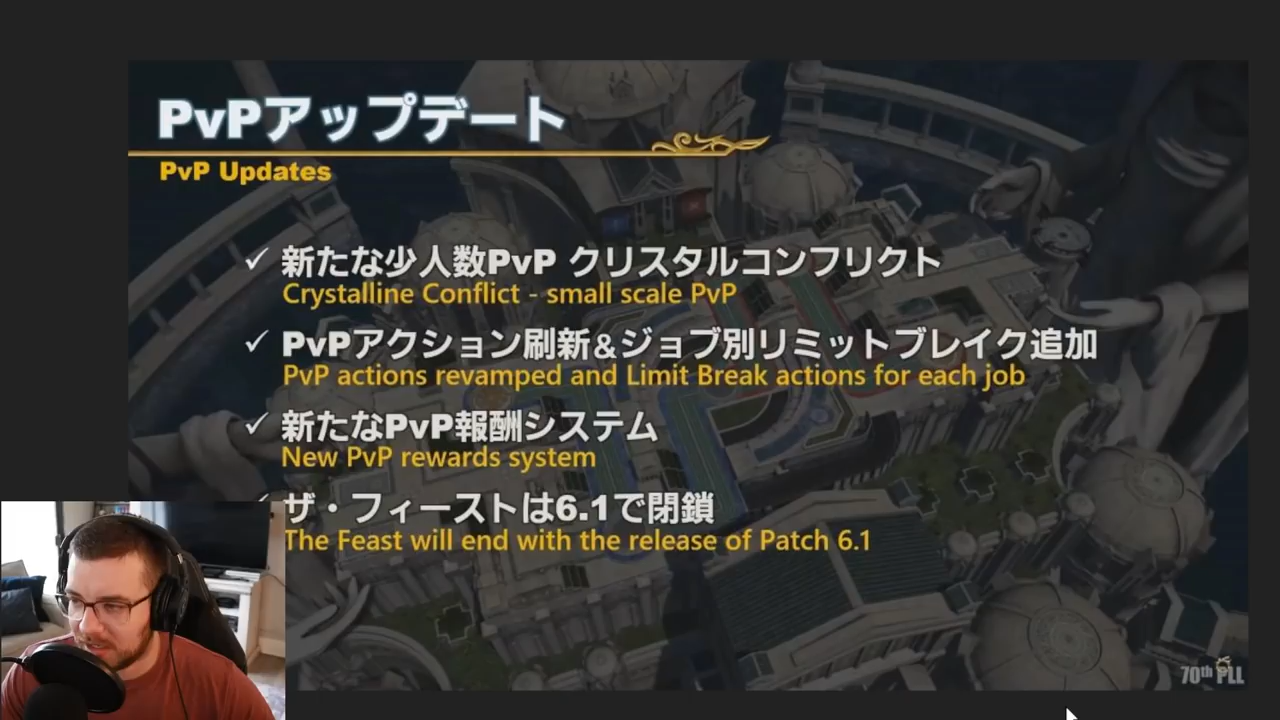 PvPアップデート
PvP Updates
✓ 新たな少人数PvP クリスタルコンフリクト
Crystalline Conflict - small scale PvP
✓ PvPアクション刷新&ジョブ別リミットブレイク追加
PvP actions revamped and Limit Break actions for each job
✓ 新たなPvP報酬システム
New PvP rewards system
ザ・フィーストは6.1で閉鎖
The Feast will end with the release of Patch 6.1
70th PLL